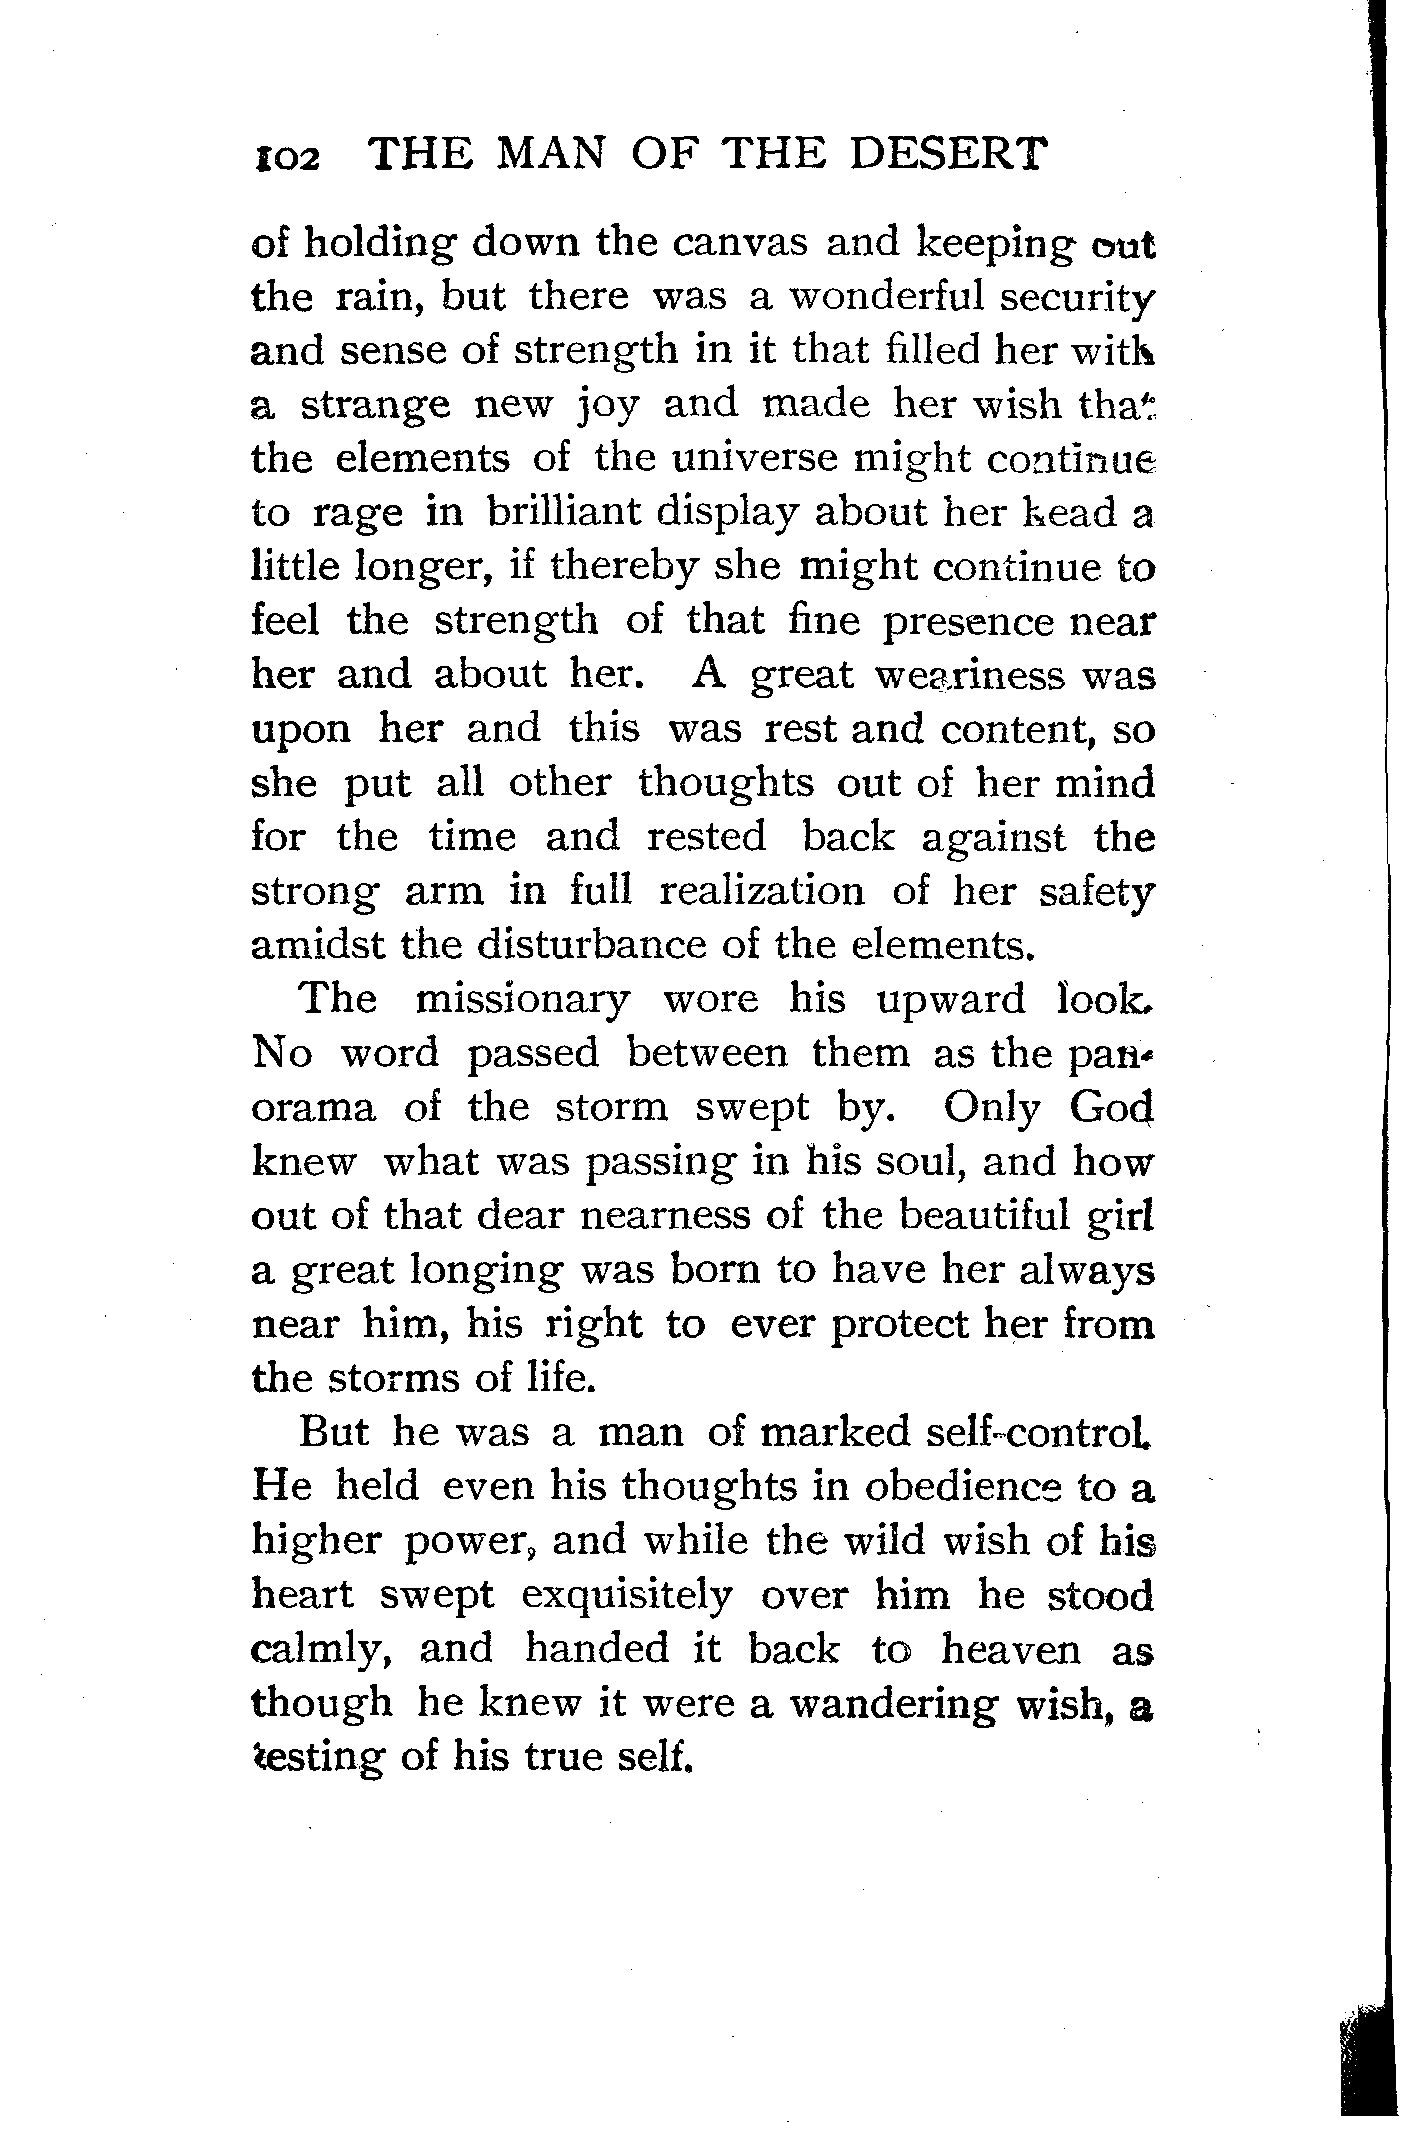 102 THE MAN OF THE DESERT
of holding down the canvas and keeping out
the rain, but there was a wonderful security
and sense of strength in it that filled her with
a strange new joy and made her wish that
the elements of the universe might continue
to rage in brilliant display about her head a
little longer, if thereby she might continue to
feel the strength of that fine presence near
her and about her. A great weariness was
upon her and this was rest and content, so
she put all other thoughts out of her mind
for the time and rested back against the
strong arm in full realization of her safety
amidst the disturbance of the elements.
The missionary wore his upward look.
No word passed between them as the pan-
orama of the storm swept by. Only God
knew what was passing in his soul, and how
out of that dear nearness of the beautiful girl
a great longing was born to have her always
near him, his right to ever protect her from
the storms of life.
But he was a man of marked self-control.
He held even his thoughts in obedience to a
higher power, and while the wild wish of his
heart swept exquisitely over him he stood
calmly, and handed it back to heaven as
though he knew it were a wandering wish, a
testing of his true self.